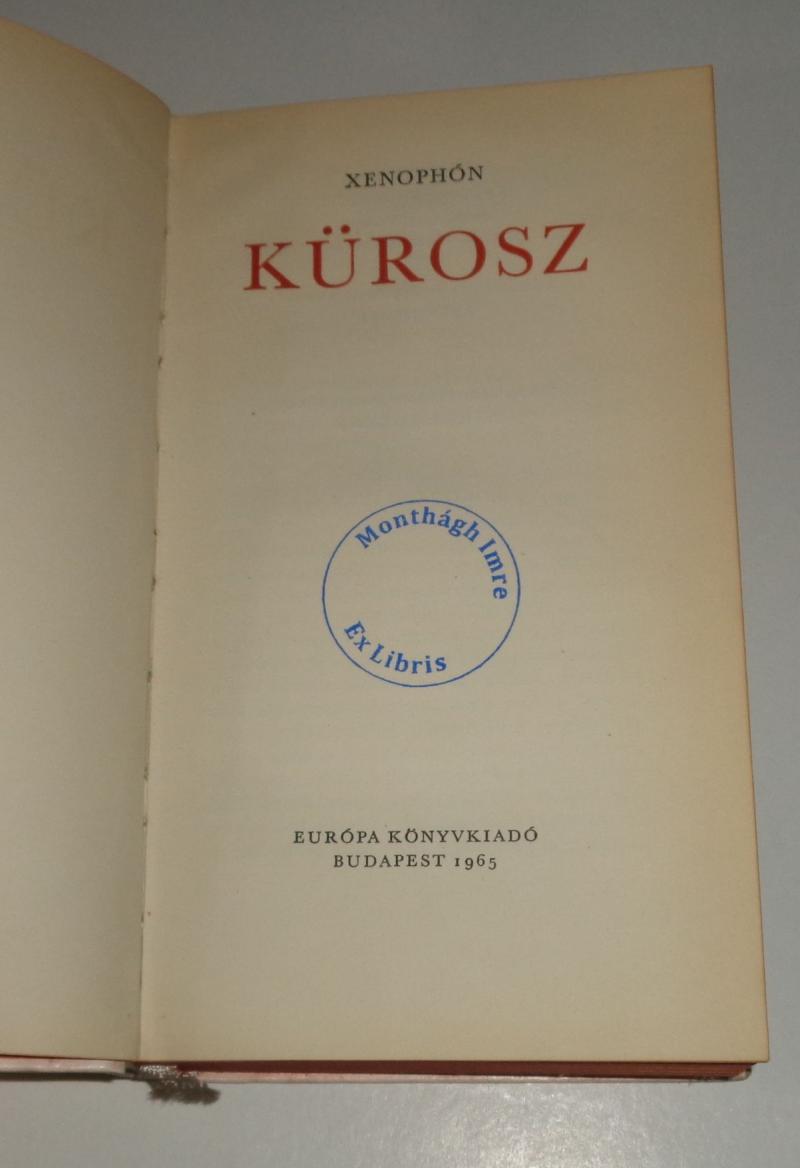 XENOPHÓN
KÜROSZ
Monthágh Imre
Ex Libris
EURÓPA KÖNYVKIADÓ
BUDAPEST 1965